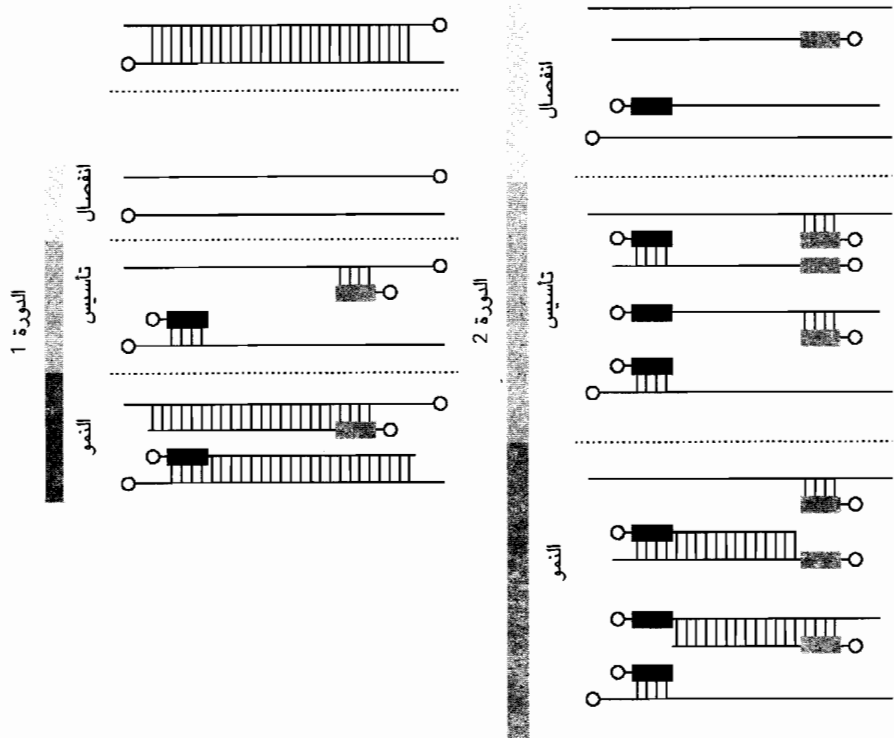 الدورة 1
انفصال
تأسيس
النمو
الدورة 2
انفصال
تأسيس
النمو